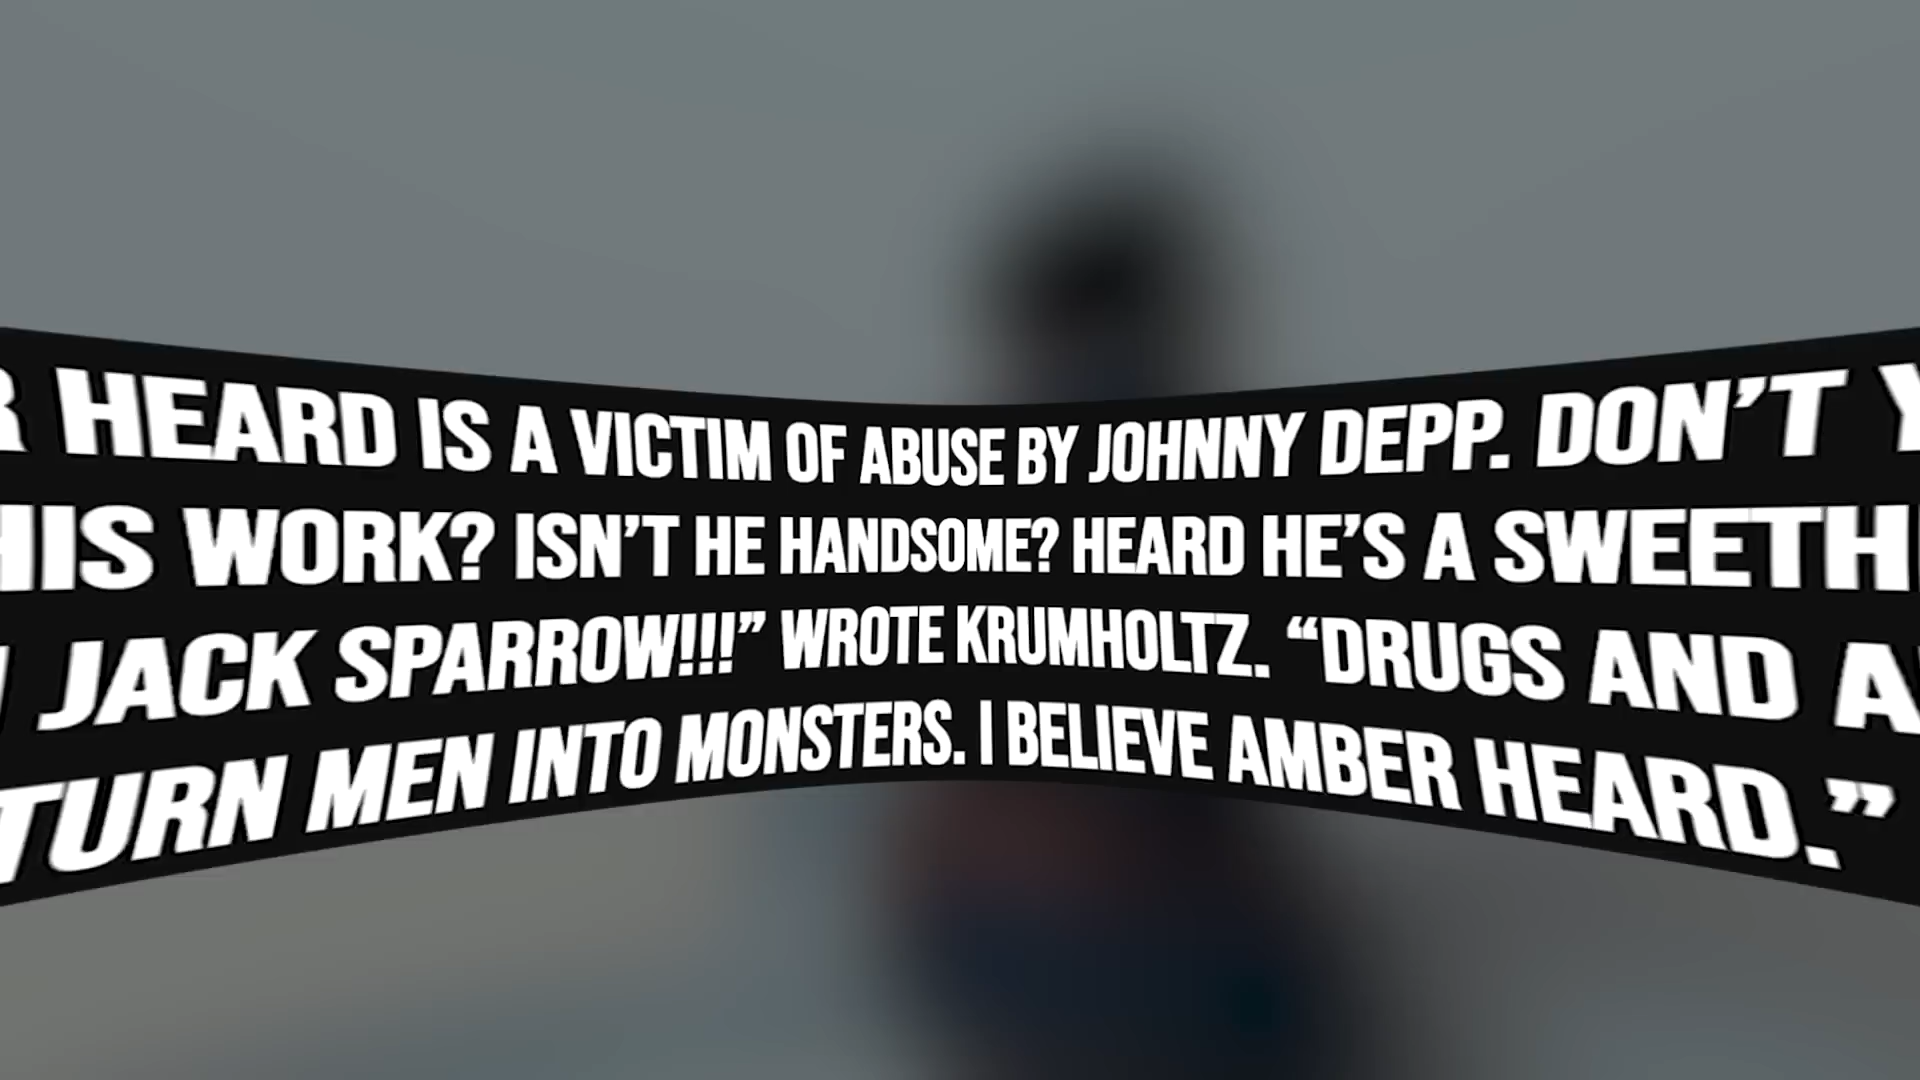 R HEARD IS A VICTIM OF ABUSE BY JOHNNY DEPP. DON’T Y
HIS WORK? ISN’T HE HANDSOME? HEARD HE’S A SWEETH
JACK SPARROW!!!” WROTE KRUMHOLTZ. “DRUGS AND A
TURN MEN INTO MONSTERS. I BELIEVE AMBER HEARD.”